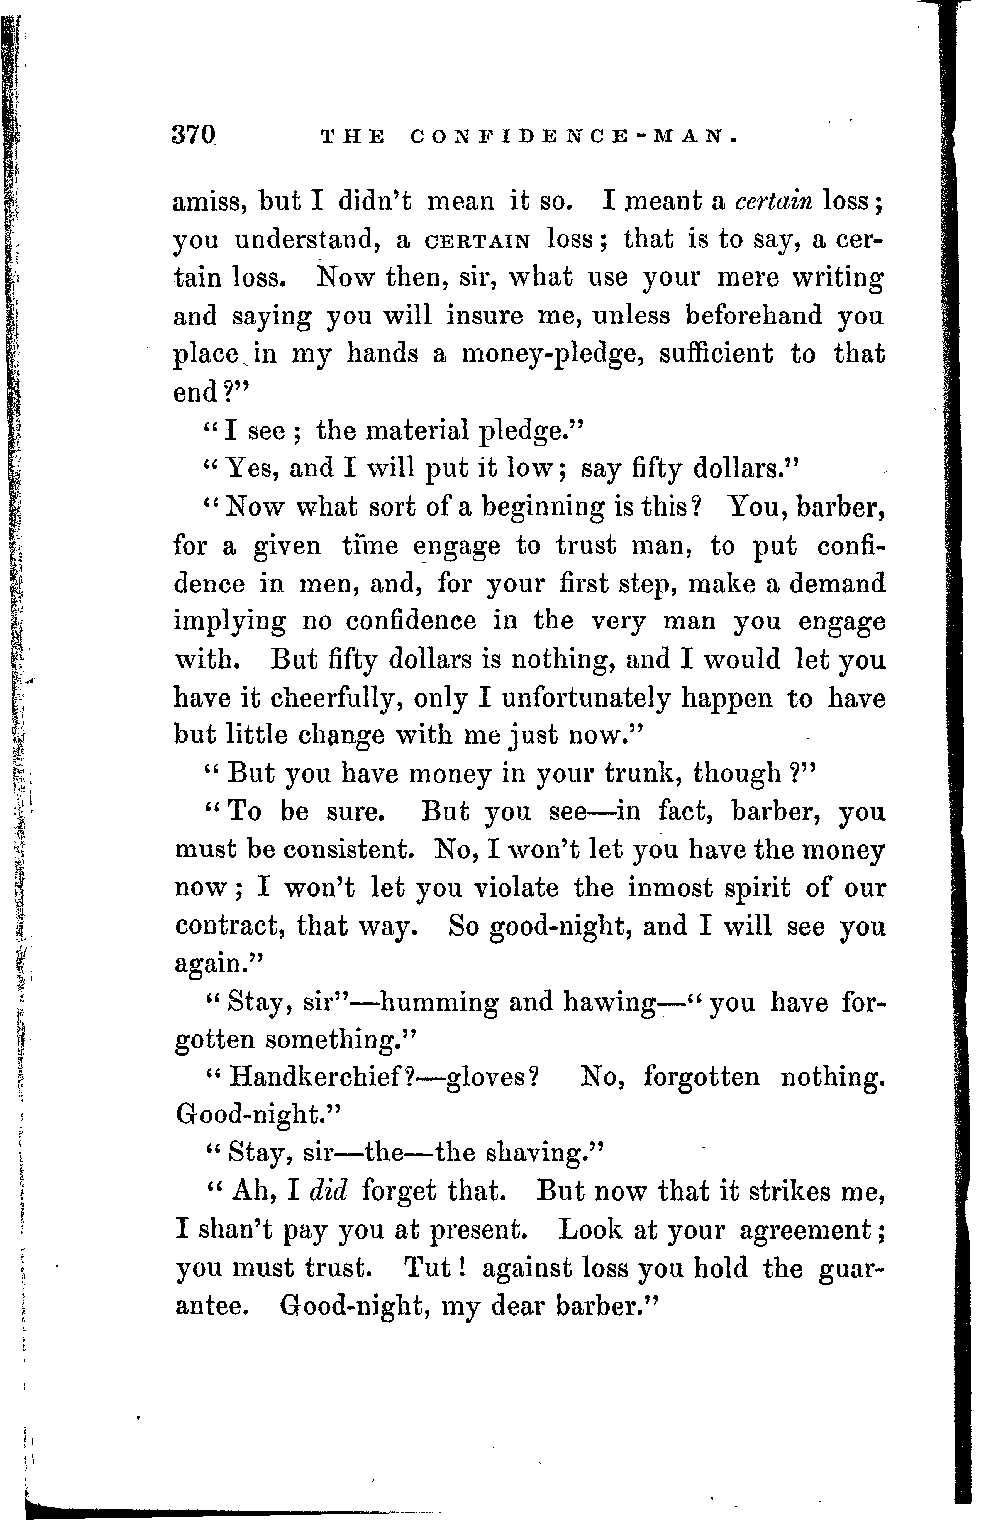 370 THE CONFIDENCE-MAN.
amiss, but I didn't mean it so. I meant a certain loss;
you understand, a CERTAIN loss; that is to say, a cer-
tain loss. Now then, sir, what use your mere writing
and saying you will insure me, unless beforehand you
place in my hands a money-pledge, sufficient to that
end?"
"I see; the material pledge."
"Yes, and I will put it low; say fifty dollars."
"Now what sort of a beginning is this? You, barber,
for a given time engage to trust man, to put confi-
dence in men, and, for your first step, make a demand
implying no confidence in the very man you engage
with. But fifty dollars is nothing, and I would let you
have it cheerfully, only I unfortunately happen to have
but little change with me just now."
"But you have money in your trunk, though?"
"To be sure. But you see—in fact, barber, you
must be consistent. No, I won't let you have the money
now; I won't let you violate the inmost spirit of our
contract, that way. So good-night, and I will see you
again."
"Stay, sir"—humming and hawing—"you have for-
gotten something."
"Handkerchief?—gloves? No, forgotten nothing.
Good-night."
"Stay, sir—the—the shaving."
"Ah, I did forget that. But now that it strikes me,
I shan't pay you at present. Look at your agreement;
you must trust. Tut! against loss you hold the guar-
antee. Good-night, my dear barber."